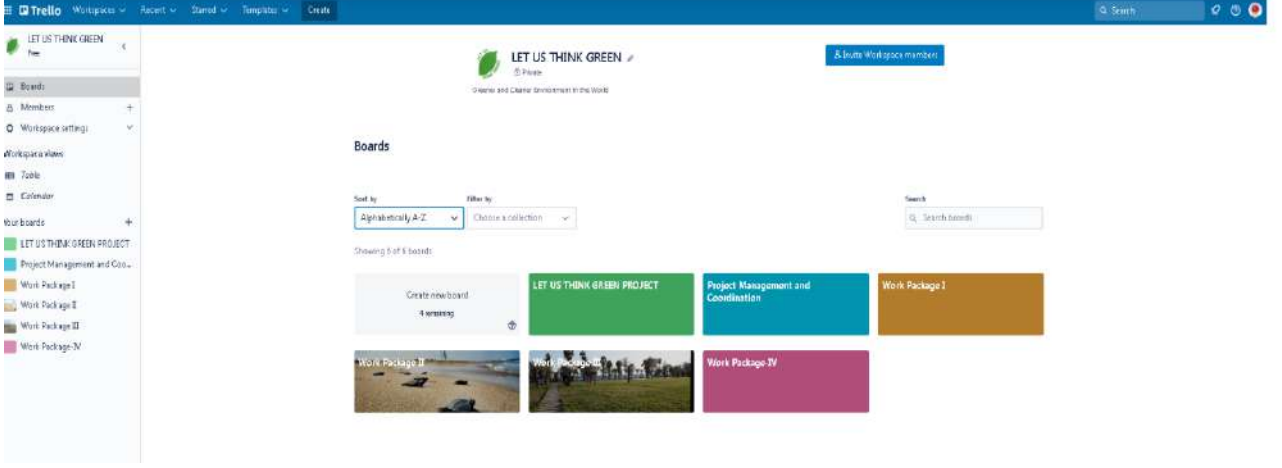 Trello Workspaces Recent Starred Templates Create Search
LET US THINK GREEN
Free
Boards
Members
Workspace settings
Workspace views
Table
Calendar
Your boards
LET US THINK GREEN PROJECT
Project Management and Coo...
Work Package I
Work Package II
Work Package III
Work Package-IV
LET US THINK GREEN
Private
Greener and Cleaner Environment in the World
Invite Workspace members
Boards
Sort by Filter by Search
Alphabetically A-Z Choose a collection Search boards
Showing 6 of 6 boards
Create new board
4 remaining
LET US THINK GREEN PROJECT
Project Management and
Coordination
Work Package I
Work Package II
Work Package III
Work Package-IV